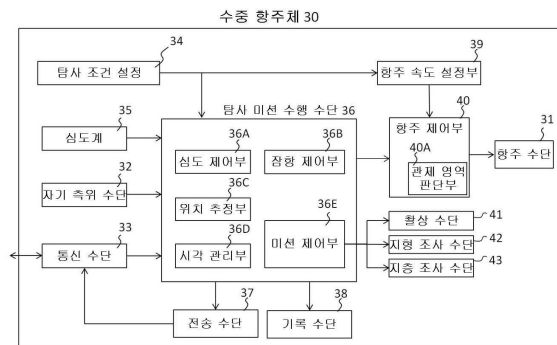 수중 항주체 30
34
탐사 조건 설정
39
항주 속도 설정부
35
심도계
탐사 미션 수행 수단 36
40
항주 제어부
31
항주 수단
36A
심도 제어부
36B
잠항 제어부
40A
관제 영역
판단부
32
자기 측위 수단
36C
위치 추정부
36E
미션 제어부
41
촬상 수단
33
통신 수단
36D
시각 관리부
42
지형 조사 수단
43
지층 조사 수단
37
전송 수단
38
기록 수단